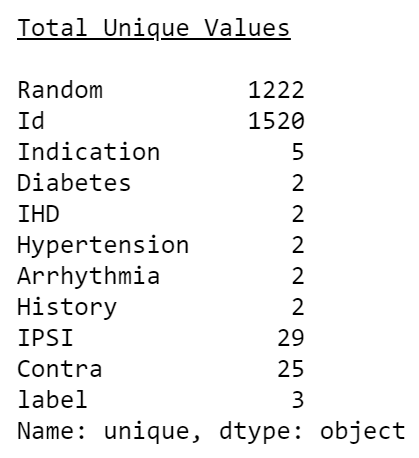 Total Unique Values
Random 1222
Id 1520
Indication 5
Diabetes 2
IHD 2
Hypertension 2
Arrhythmia 2
History 2
IPSI 29
Contra 25
label 3
Name: unique, dtype: object